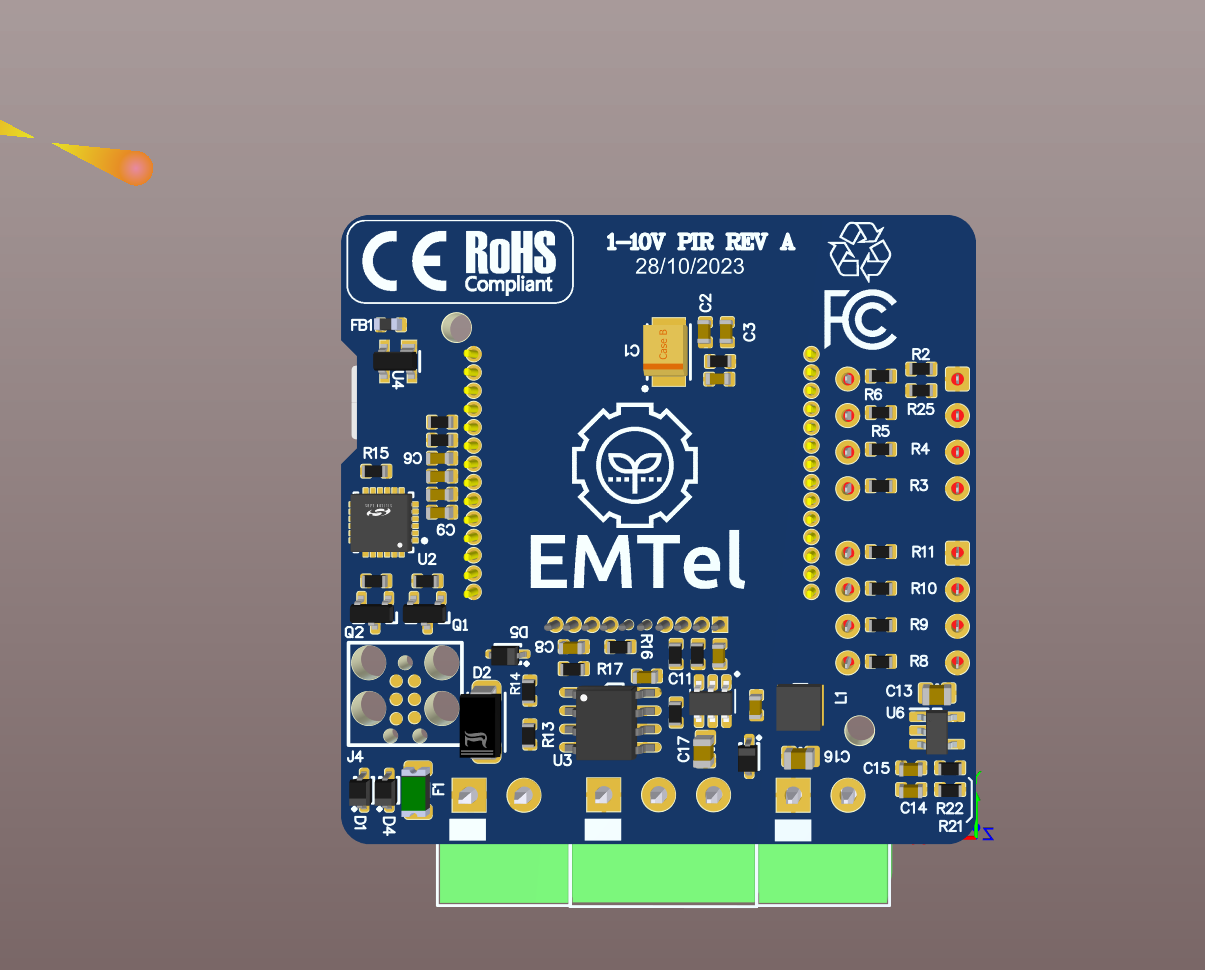 CE RoHS
Compliant
1-10V PIR REV A
28/10/2023
FC
C2
C3
FB1
U4
C1
Case B
R2
R6
R25
R5
R4
R3
R15
C6
C9
U2
EMTel
R11
R10
R9
R8
Q2
Q1
D5
C8
R16
R17
C11
D2
R14
R13
U3
C17
L1
C13
U6
C16
C15
C14
R22
R21
J4
F1
D1
D4
Z